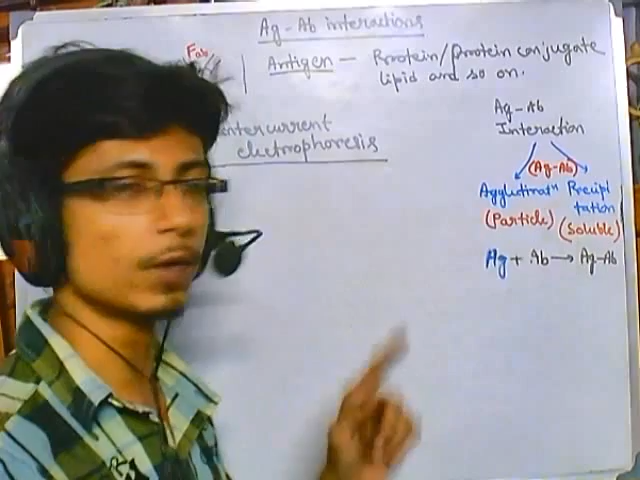 Ag-Ab interactions
Fab
Antigen — Protein/protein conjugate
lipid and so on.
Ag-Ab
Interaction
(Ag-Ab)
Agglutinatⁿ Precipi
tation
(Particle) (Soluble)
Ag + Ab → Ag-Ab
ntercurrent
electrophoresis